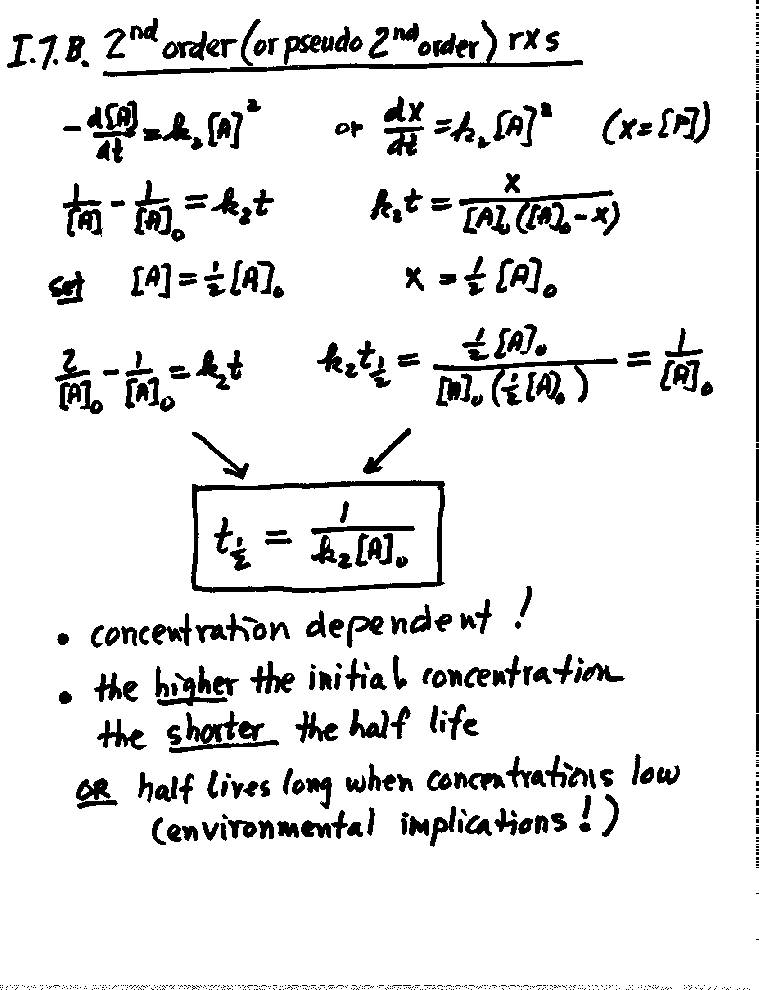 I.7.B. 2nd order (or pseudo 2nd order) rxs
-d[A]/dt = k₂[A]² or dx/dt = k₂[A]² (x=[P])
1/[A] - 1/[A]₀ = k₂t k₂t = x/([A]₀([A]₀-x))
set [A] = ½[A]₀ x = ½[A]₀
2/[A]₀ - 1/[A]₀ = k₂t k₂t½ = ½[A]₀/([A]₀(½[A]₀)) = 1/[A]₀
t½ = 1/(k₂[A]₀)
• concentration dependent!
• the higher the initial concentration
the shorter the half life
OR half lives long when concentrations low
(environmental implications!)